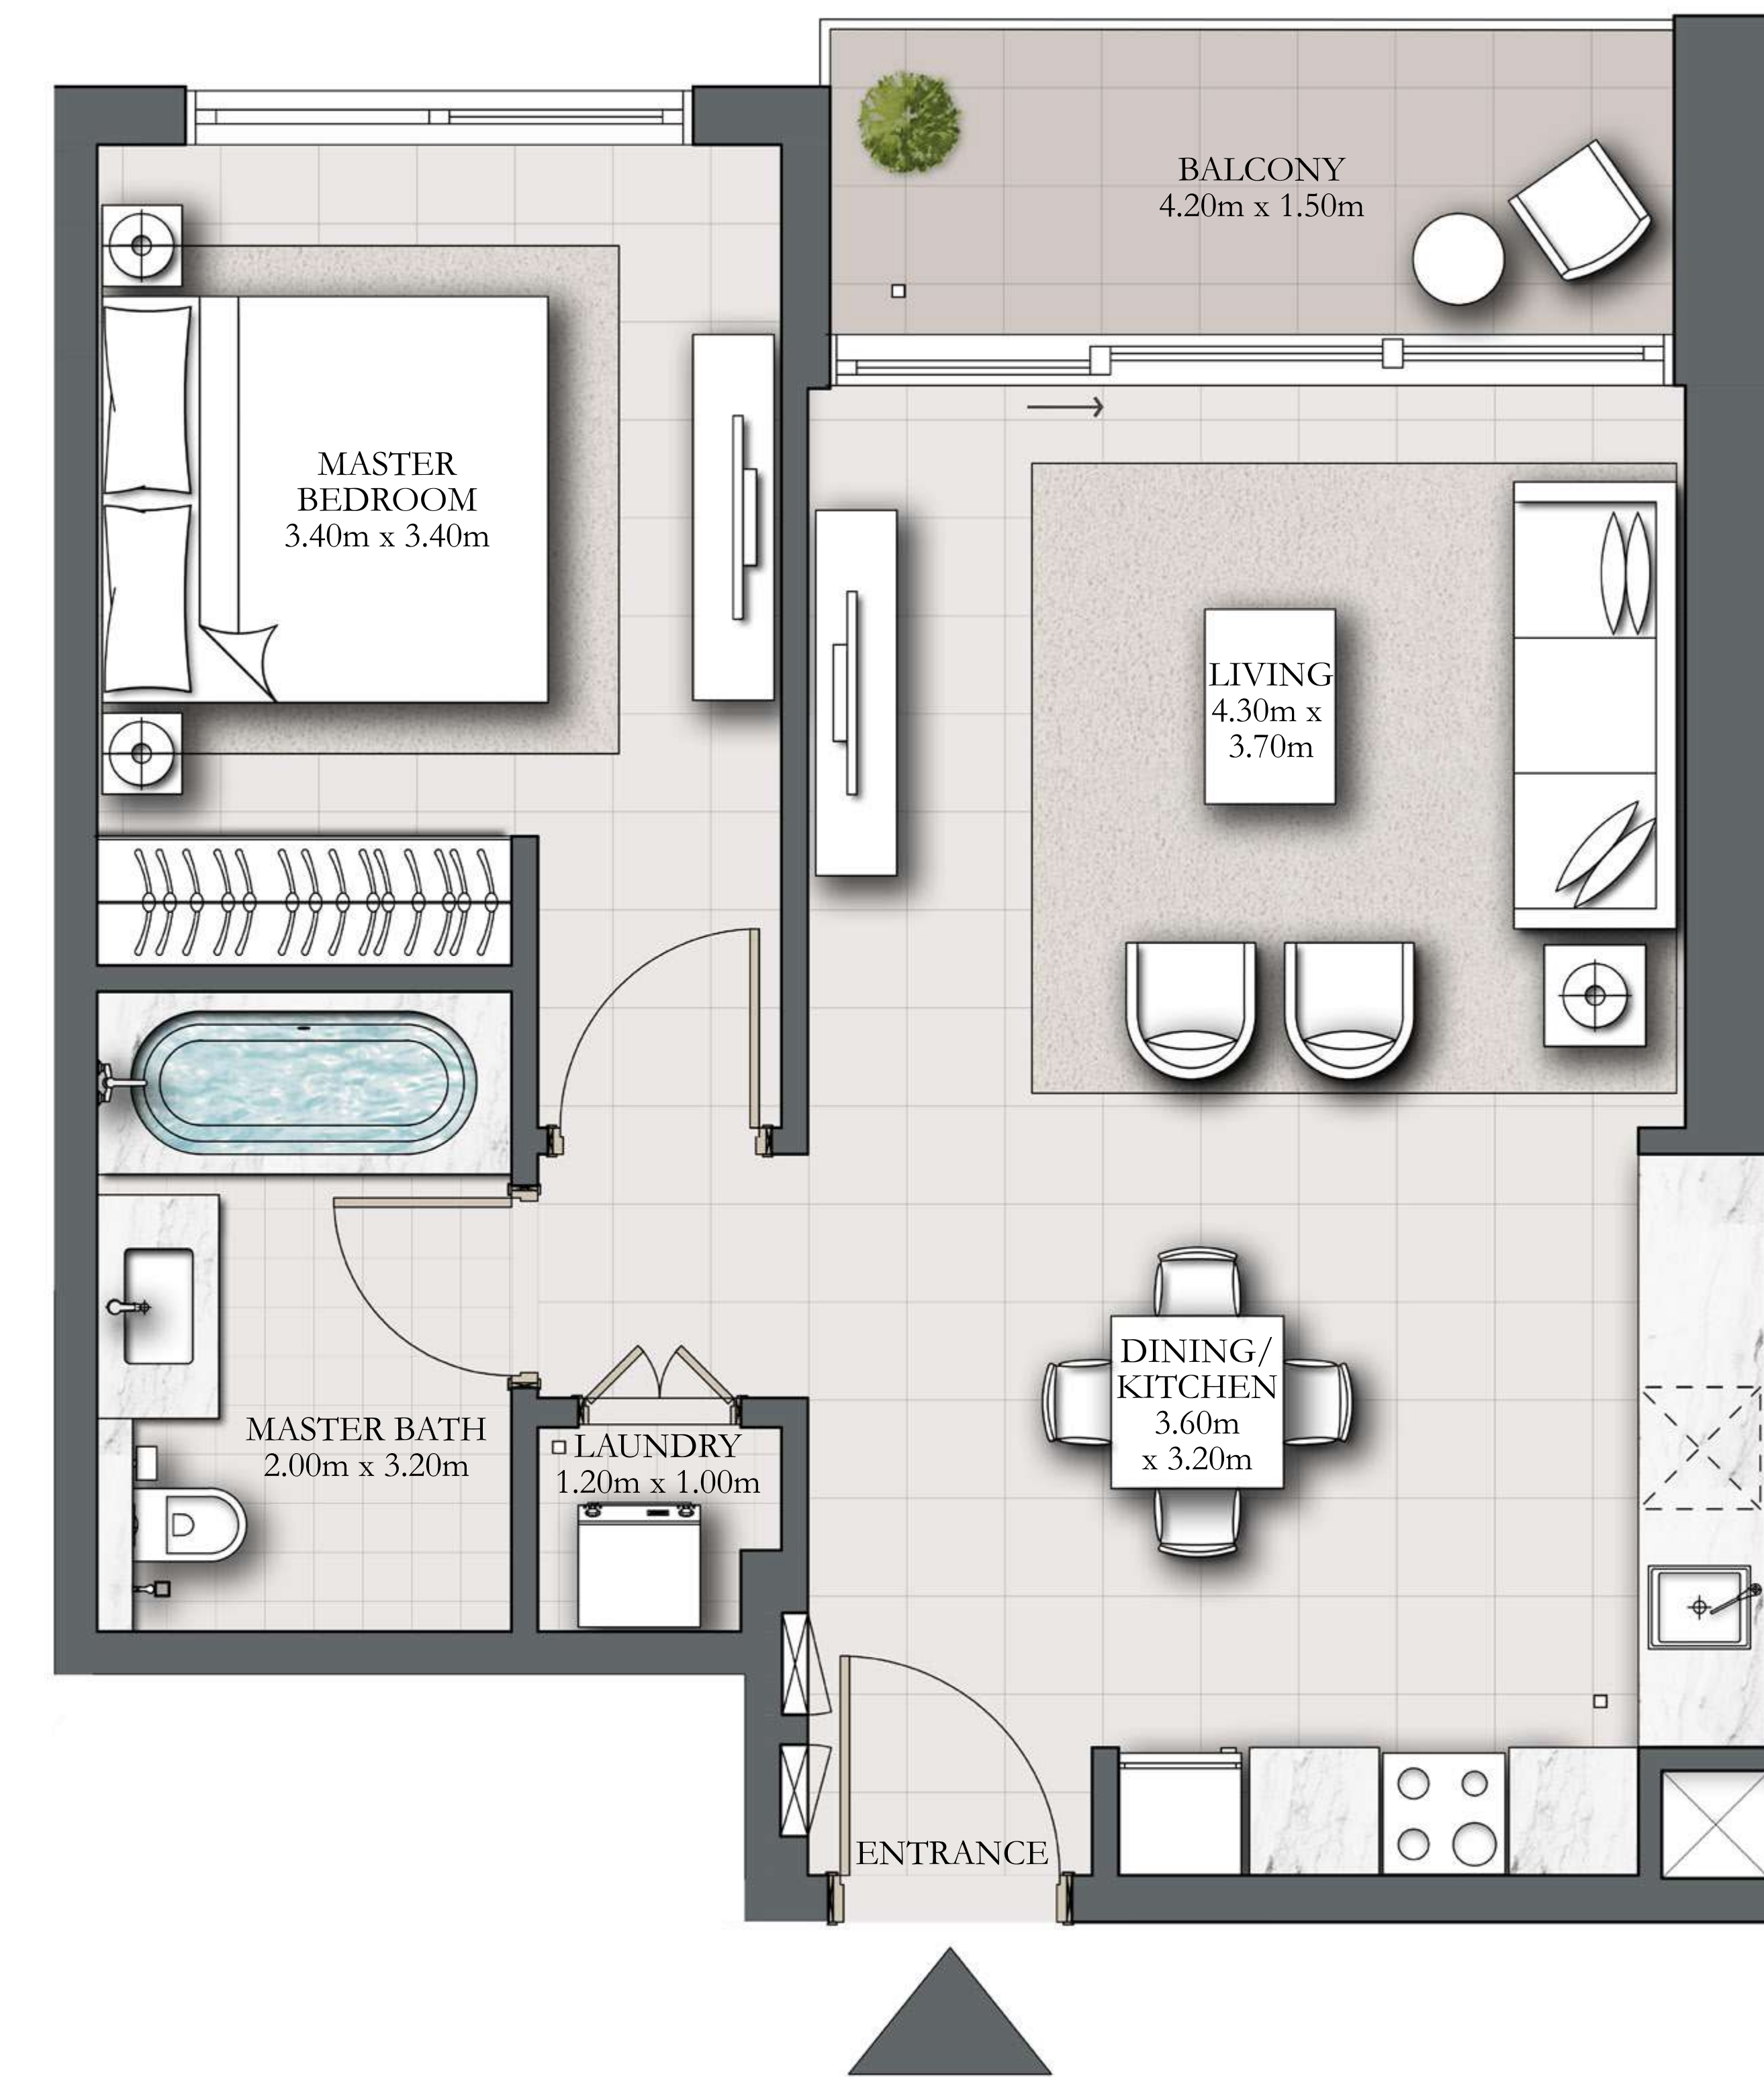 BALCONY
4.20m x 1.50m
MASTER
BEDROOM
3.40m x 3.40m
LIVING
4.30m x
3.70m
DINING/
KITCHEN
3.60m
x 3.20m
MASTER BATH
2.00m x 3.20m
LAUNDRY
1.20m x 1.00m
ENTRANCE